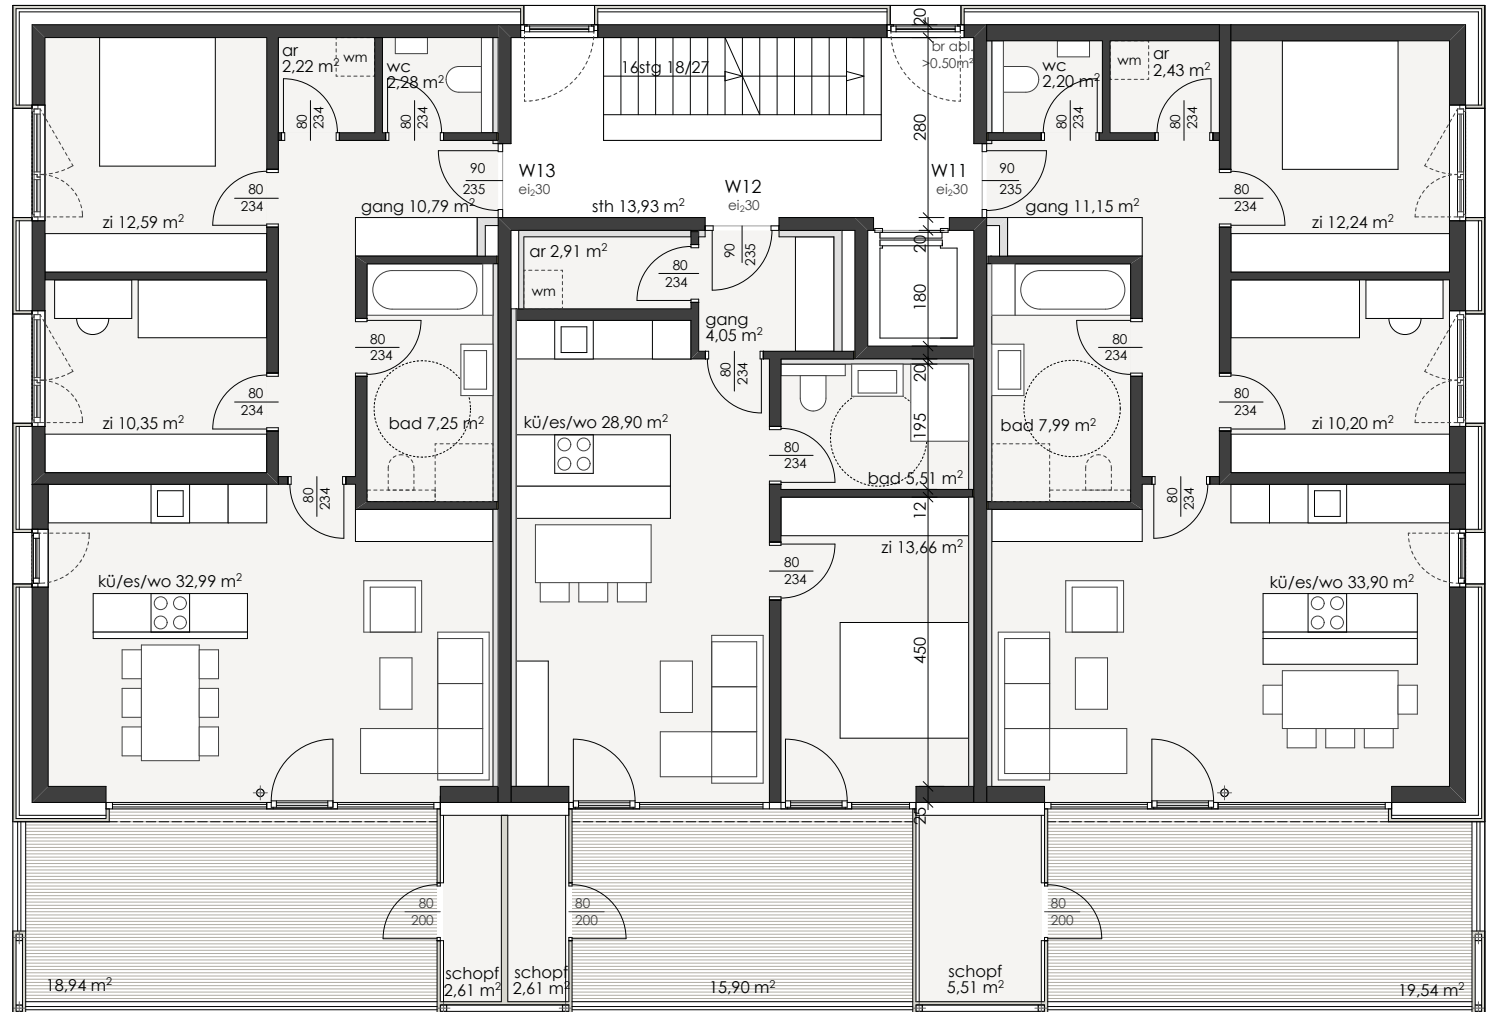 20
ar
2,22 m²
wm
wc
2,28 m²
16stg 18/27
br abl.
>0.50m²
wc
2,20 m²
wm
ar
2,43 m²
80
234
80
234
280
80
234
80
234
90
235
W13
ei₂30
W12
ei₂30
W11
ei₂30
90
235
80
234
80
234
zi 12,59 m²
gang 10,79 m²
sth 13,93 m²
gang 11,15 m²
zi 12,24 m²
ar 2,91 m²
90
235
20
80
234
wm
180
gang
4,05 m²
80
234
80
234
80
234
20
80
234
80
234
zi 10,35 m²
bad 7,25 m²
kü/es/wo 28,90 m²
195
bad 7,99 m²
zi 10,20 m²
80
234
bad 5,51 m²
80
234
12
80
234
zi 13,66 m²
80
234
kü/es/wo 32,99 m²
kü/es/wo 33,90 m²
450
25
80
200
80
200
80
200
18,94 m²
schopf
2,61 m²
schopf
2,61 m²
15,90 m²
schopf
5,51 m²
19,54 m²